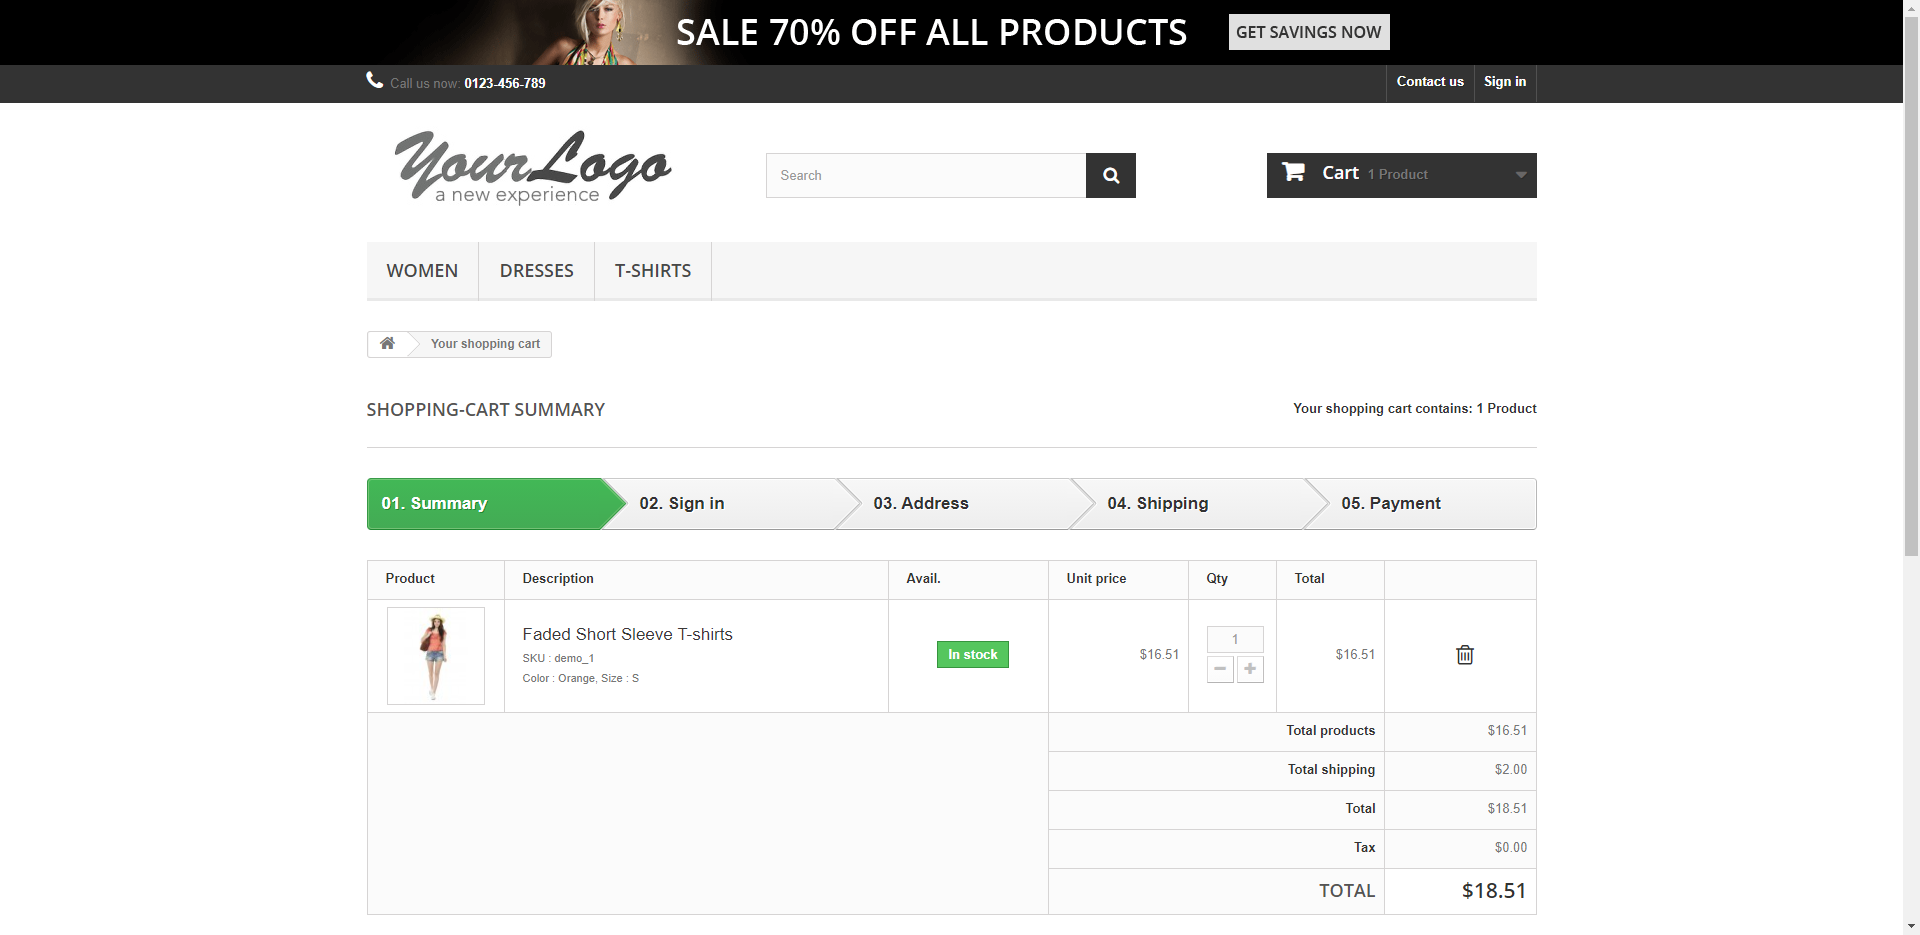 SALE 70% OFF ALL PRODUCTS GET SAVINGS NOW
Call us now: 0123-456-789 Contact us Sign in
YourLogo
a new experience
Search
Cart 1 Product
WOMEN DRESSES T-SHIRTS
Your shopping cart
SHOPPING-CART SUMMARY Your shopping cart contains: 1 Product
01. Summary 02. Sign in 03. Address 04. Shipping 05. Payment
Product Description Avail. Unit price Qty Total
Faded Short Sleeve T-shirts
SKU : demo_1
Color : Orange, Size : S
In stock
$16.51
1
$16.51
Total products $16.51
Total shipping $2.00
Total $18.51
Tax $0.00
TOTAL $18.51